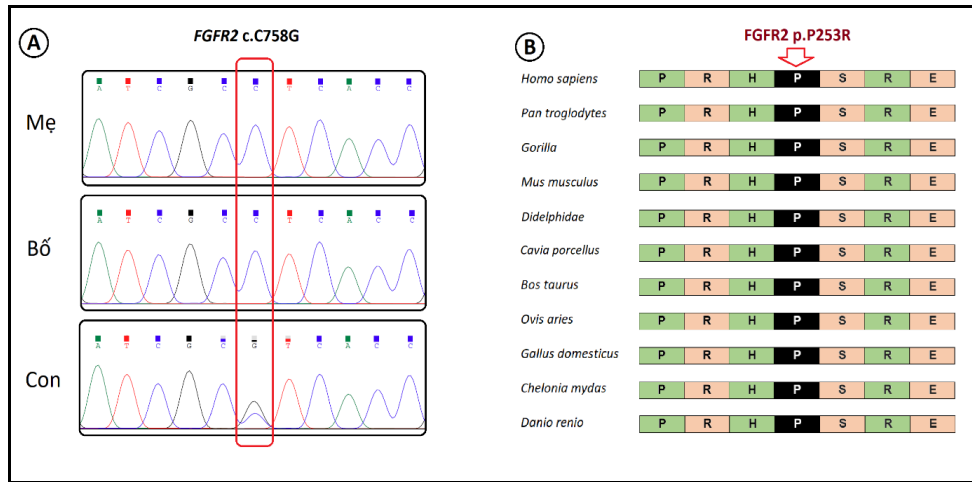 A
FGFR2 c.C758G
Mẹ
A T C G C C T C A C C
Bố
A T C G C C T C A C C
Con
A T C G C G T C A C C
B
FGFR2 p.P253R
Homo sapiens P R H P S R E
Pan troglodytes P R H P S R E
Gorilla P R H P S R E
Mus musculus P R H P S R E
Didelphidae P R H P S R E
Cavia porcellus P R H P S R E
Bos taurus P R H P S R E
Ovis aries P R H P S R E
Gallus domesticus P R H P S R E
Chelonia mydas P R H P S R E
Danio renio P R H P S R E